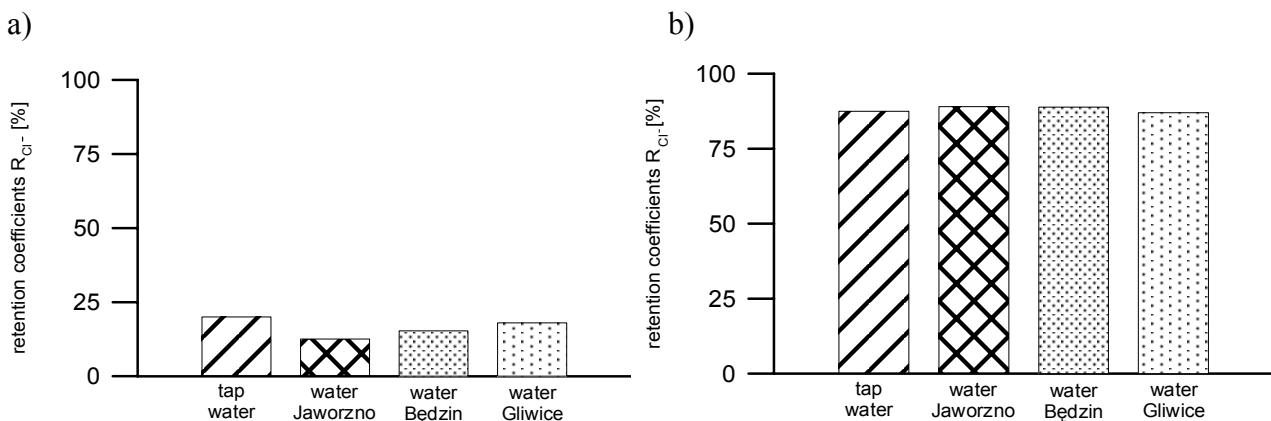 a)
retention coefficients R_Cl⁻ [%]
100
75
50
25
0
tap
water
water
Jaworzno
water
Będzin
water
Gliwice
b)
retention coefficients R_Cl⁻[%]
100
75
50
25
0
tap
water
water
Jaworzno
water
Będzin
water
Gliwice